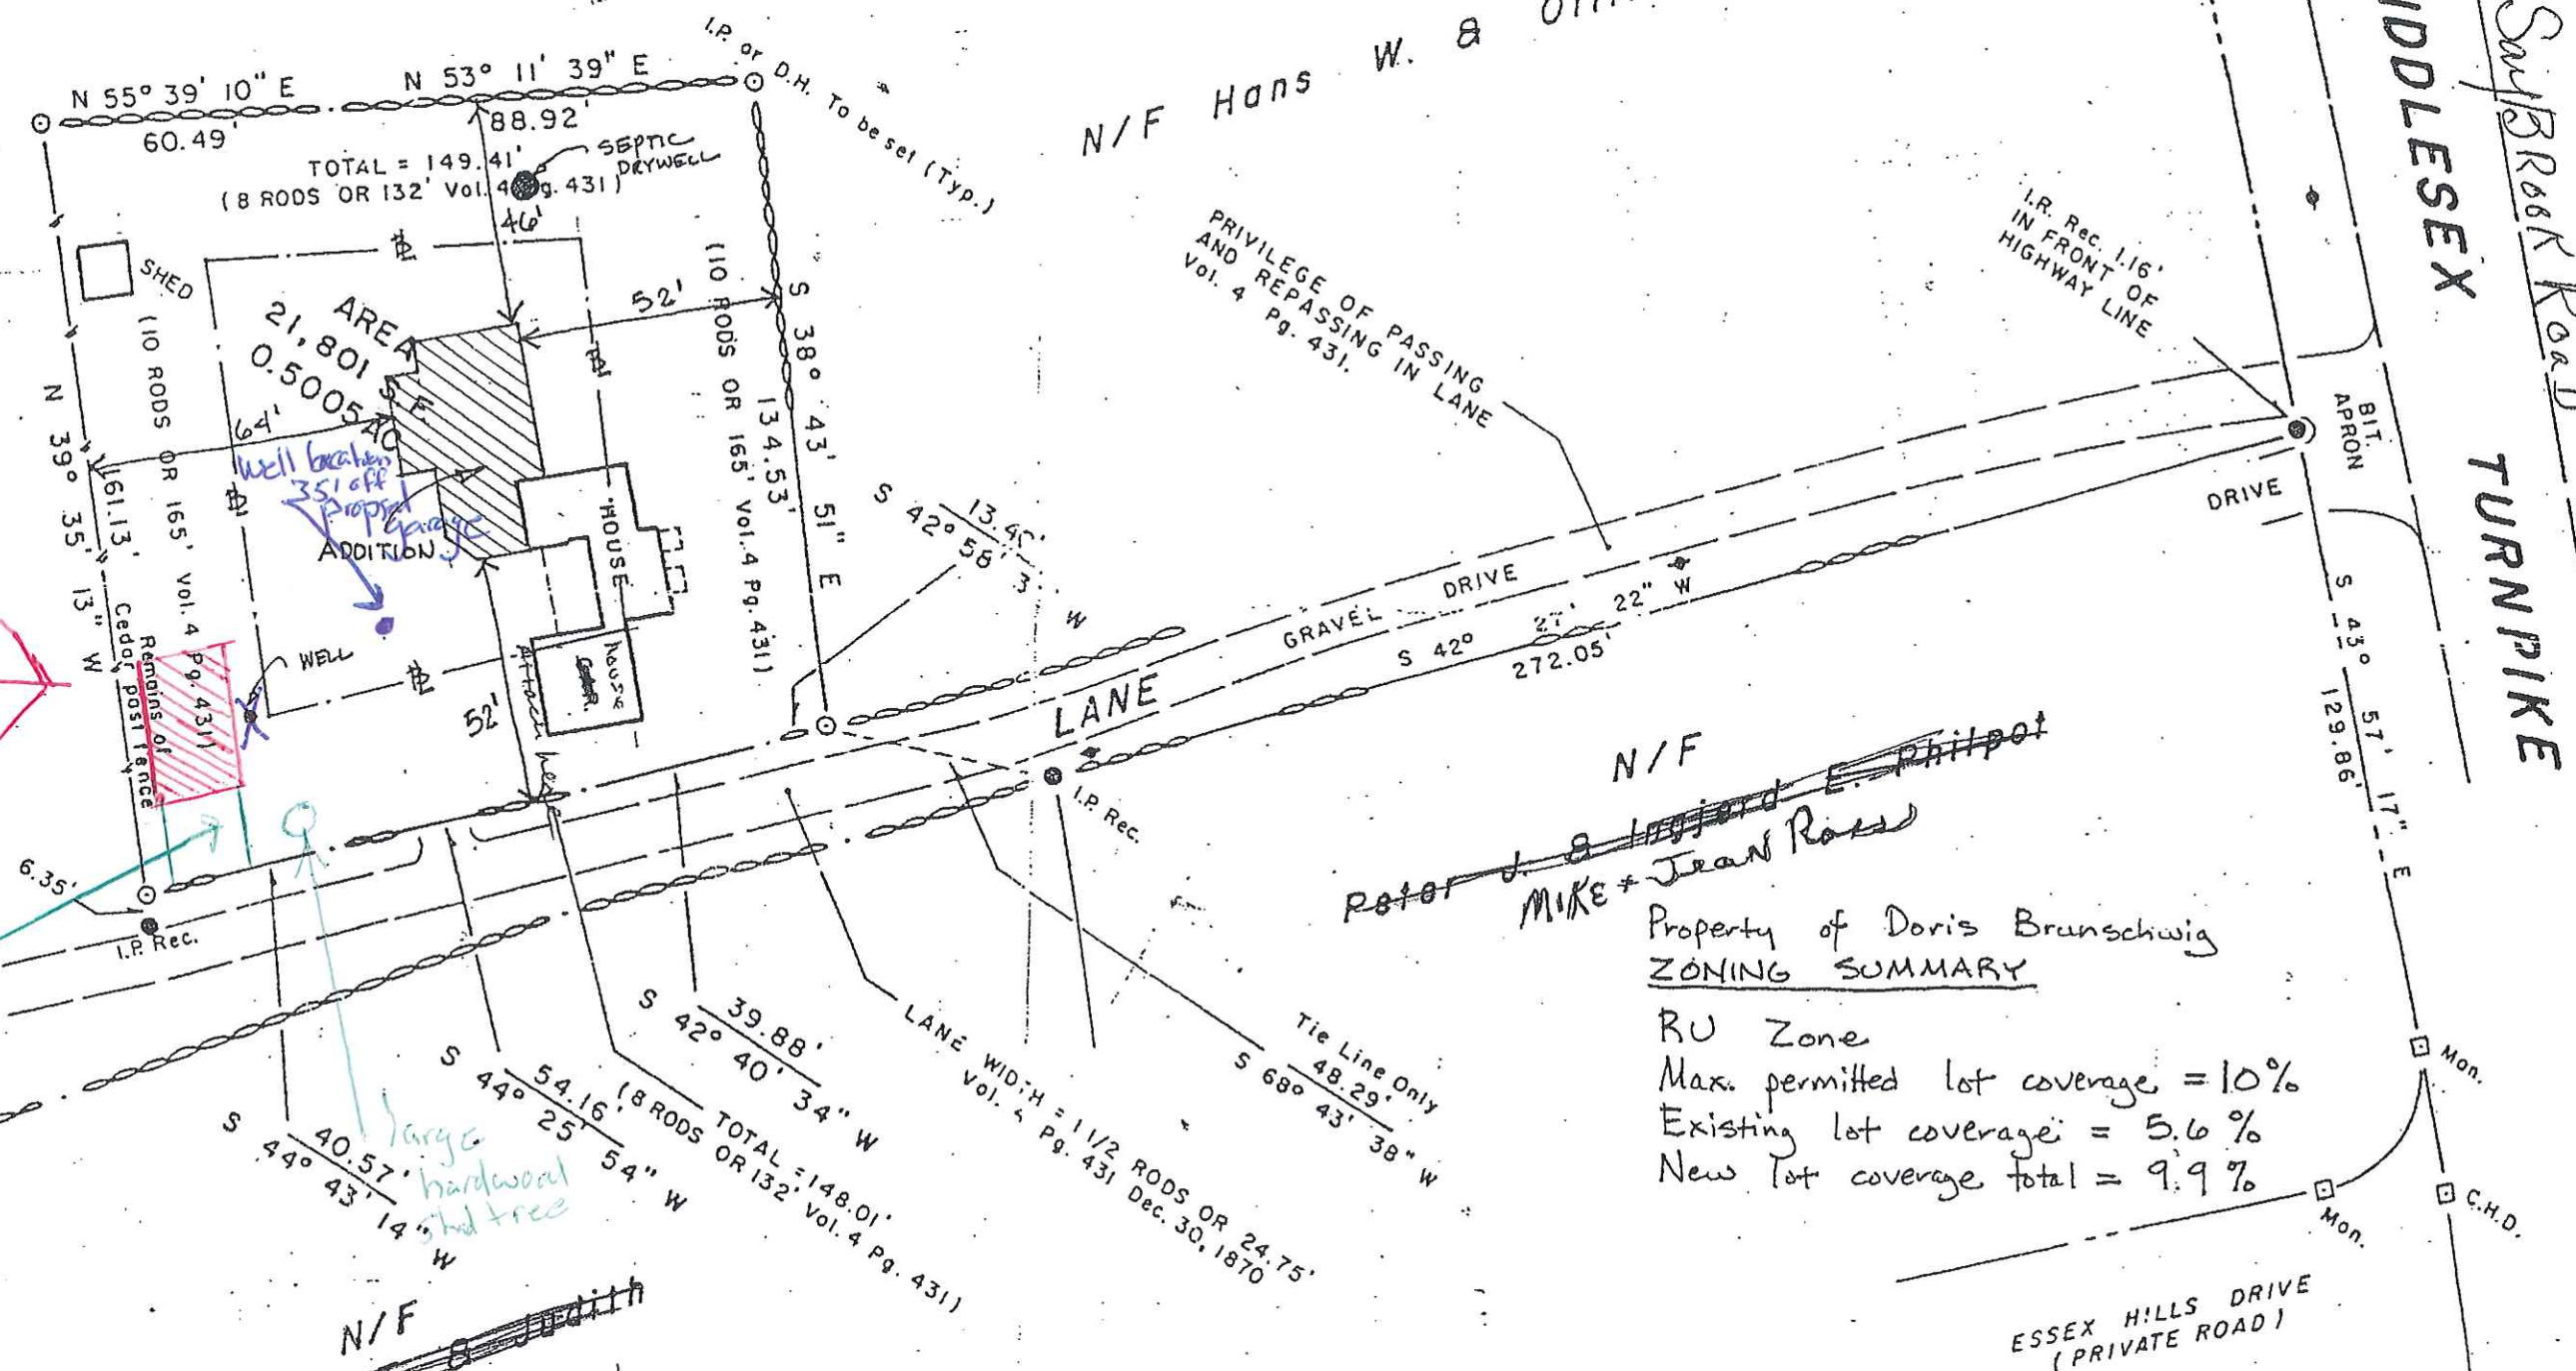 I.P. or
D.H. To be set (Typ.)
N 55° 39' 10" E
60.49'
N 53° 11' 39" E
88.92'
TOTAL = 149.41'
(8 RODS OR 132' Vol. 4 g. 431)
SEPTIC
DRYWELL
46'
N/F Hans W. &
IDDLESEX
TURNPIKE
SayBRook RoaD
I.R. Rec. 1.16'
IN FRONT OF
HIGHWAY LINE
PRIVILEGE OF PASSING
AND REPASSING IN LANE
Vol. 4 Pg. 431.
SHED
AREA
21,801 S.F.
0.5005 AC
52'
64'
(10 RODS OR 165' Vol. 4 Pg. 431)
S 38° 43' 51" E
134.53'
(10 RODS OR 165' Vol. 4 Pg. 431)
N 39° 35' 13" W
161.13'
Well location
35' off
proposd
garage
ADDITION
HOUSE
house
WELL
52'
Remains of
Cedar post fence
S 42° 58' 3 W
BIT.
APRON
DRIVE
GRAVEL DRIVE
S 42° 27' 22" W
272.05'
LANE
I.P. Rec.
S 43° 57' 17" E
129.86'
6.35'
I.P. Rec.
N/F
Peter J. & Ingjerd E. Philpot
MIKE + JEAN Ross
Property of Doris Brunschwig
ZONING SUMMARY
RU Zone
Max. permitted lot coverage = 10%
Existing lot coverage = 5.6 %
New lot coverage total = 9.9 %
40.57'
S 44° 43' 14" W
large
hardwood
54.16'
S 44° 25' 54" W
TOTAL = 148.01'
(8 RODS OR 132' Vol. 4 Pg. 431)
39.88'
S 42° 40' 34" W
LANE WIDTH = 1 1/2 RODS OR 24.75'
Vol. 4 Pg. 431 Dec. 30, 1870
Tie Line Only
48.29'
S 68° 43' 38" W
Mon.
Mon.
C.H.D.
N/F
& Judith
ESSEX HILLS DRIVE
(PRIVATE ROAD)